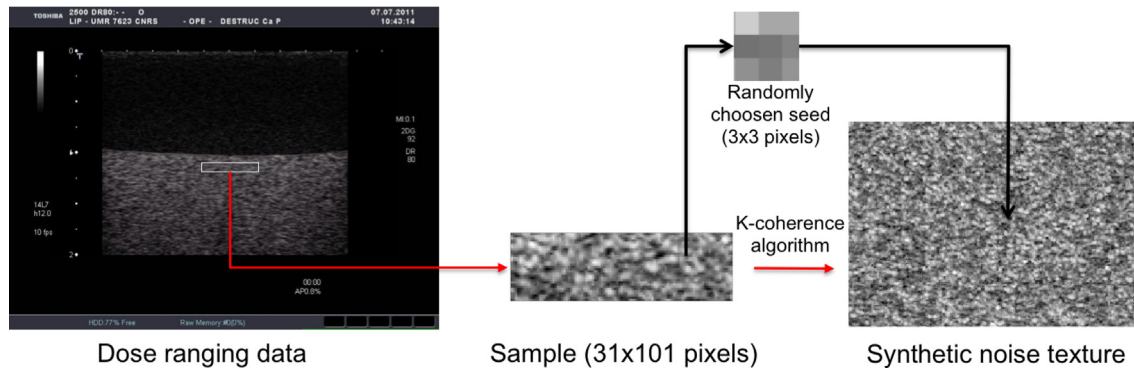 TOSHIBA 2500 DR80:- - O 07.07.2011
LIP - UMR 7623 CNRS - OPE - DESTRUC Ca P 10:43:14
0
T
MI:0.1
2DG
92
DR
80
14L7
h12.0
10 fps
2
00:00
AP0.8%
HDD:77% Free Raw Memory:#0(0%)
Dose ranging data
Sample (31x101 pixels)
Randomly
choosen seed
(3x3 pixels)
K-coherence
algorithm
Synthetic noise texture